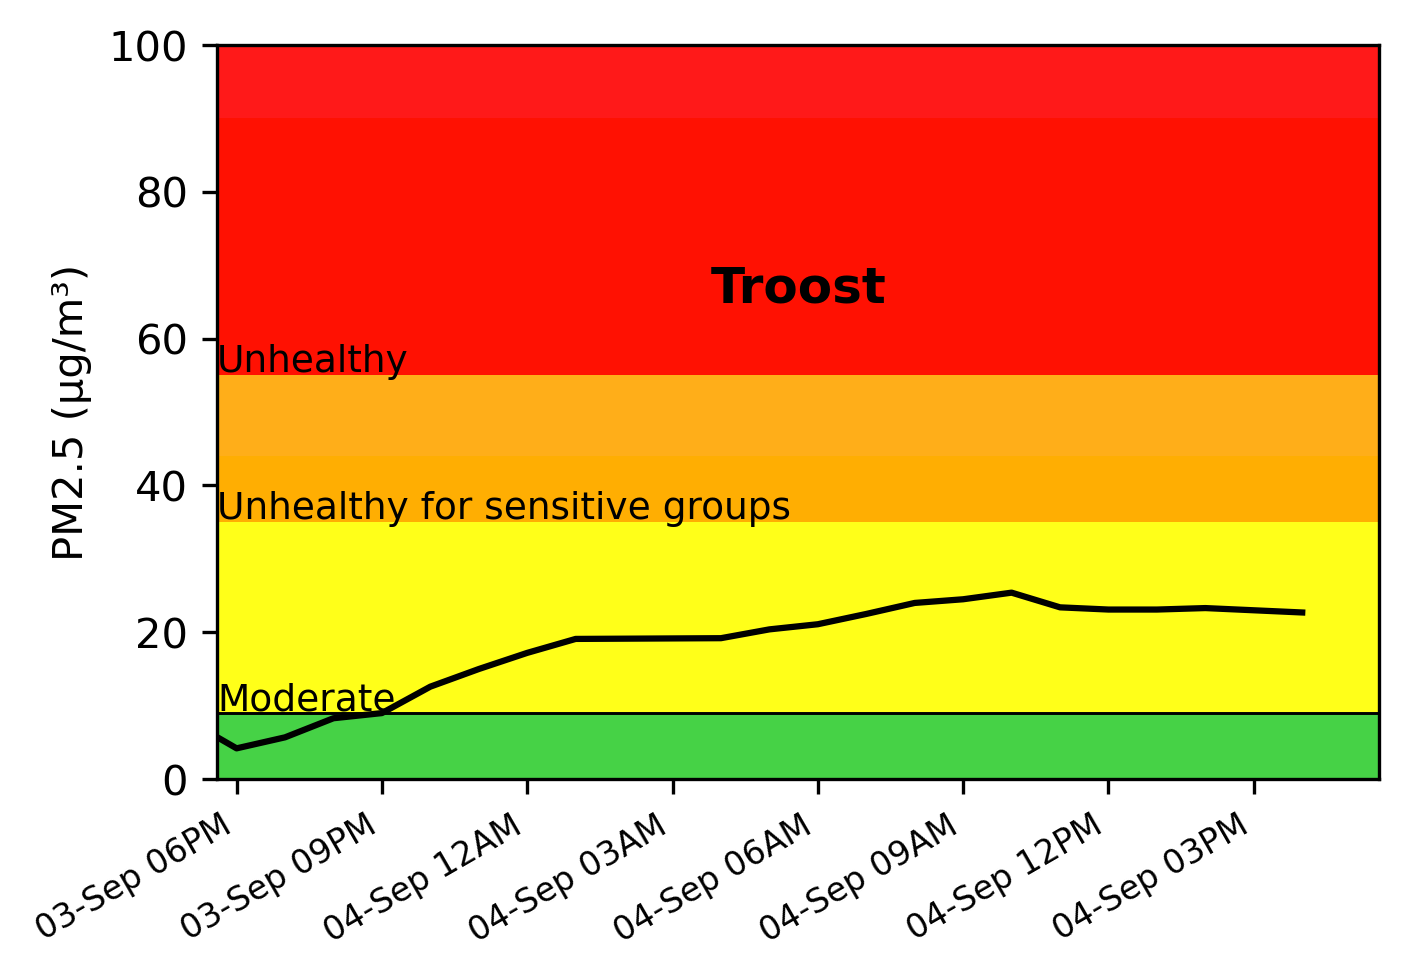 100
80
60
40
20
0
PM2.5 (µg/m³)
Troost
Unhealthy
Unhealthy for sensitive groups
Moderate
03-Sep 06PM
03-Sep 09PM
04-Sep 12AM
04-Sep 03AM
04-Sep 06AM
04-Sep 09AM
04-Sep 12PM
04-Sep 03PM